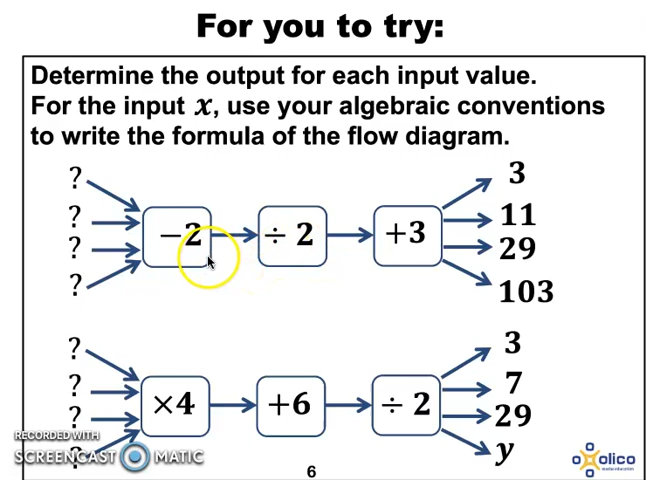 For you to try:
Determine the output for each input value.
For the input x, use your algebraic conventions
to write the formula of the flow diagram.
? 3
? 11
−2 ÷ 2 +3
? 29
? 103
? 3
? 7
×4 +6 ÷ 2
? 29
? y
RECORDED WITH
SCREENCAST MATIC
6
olico